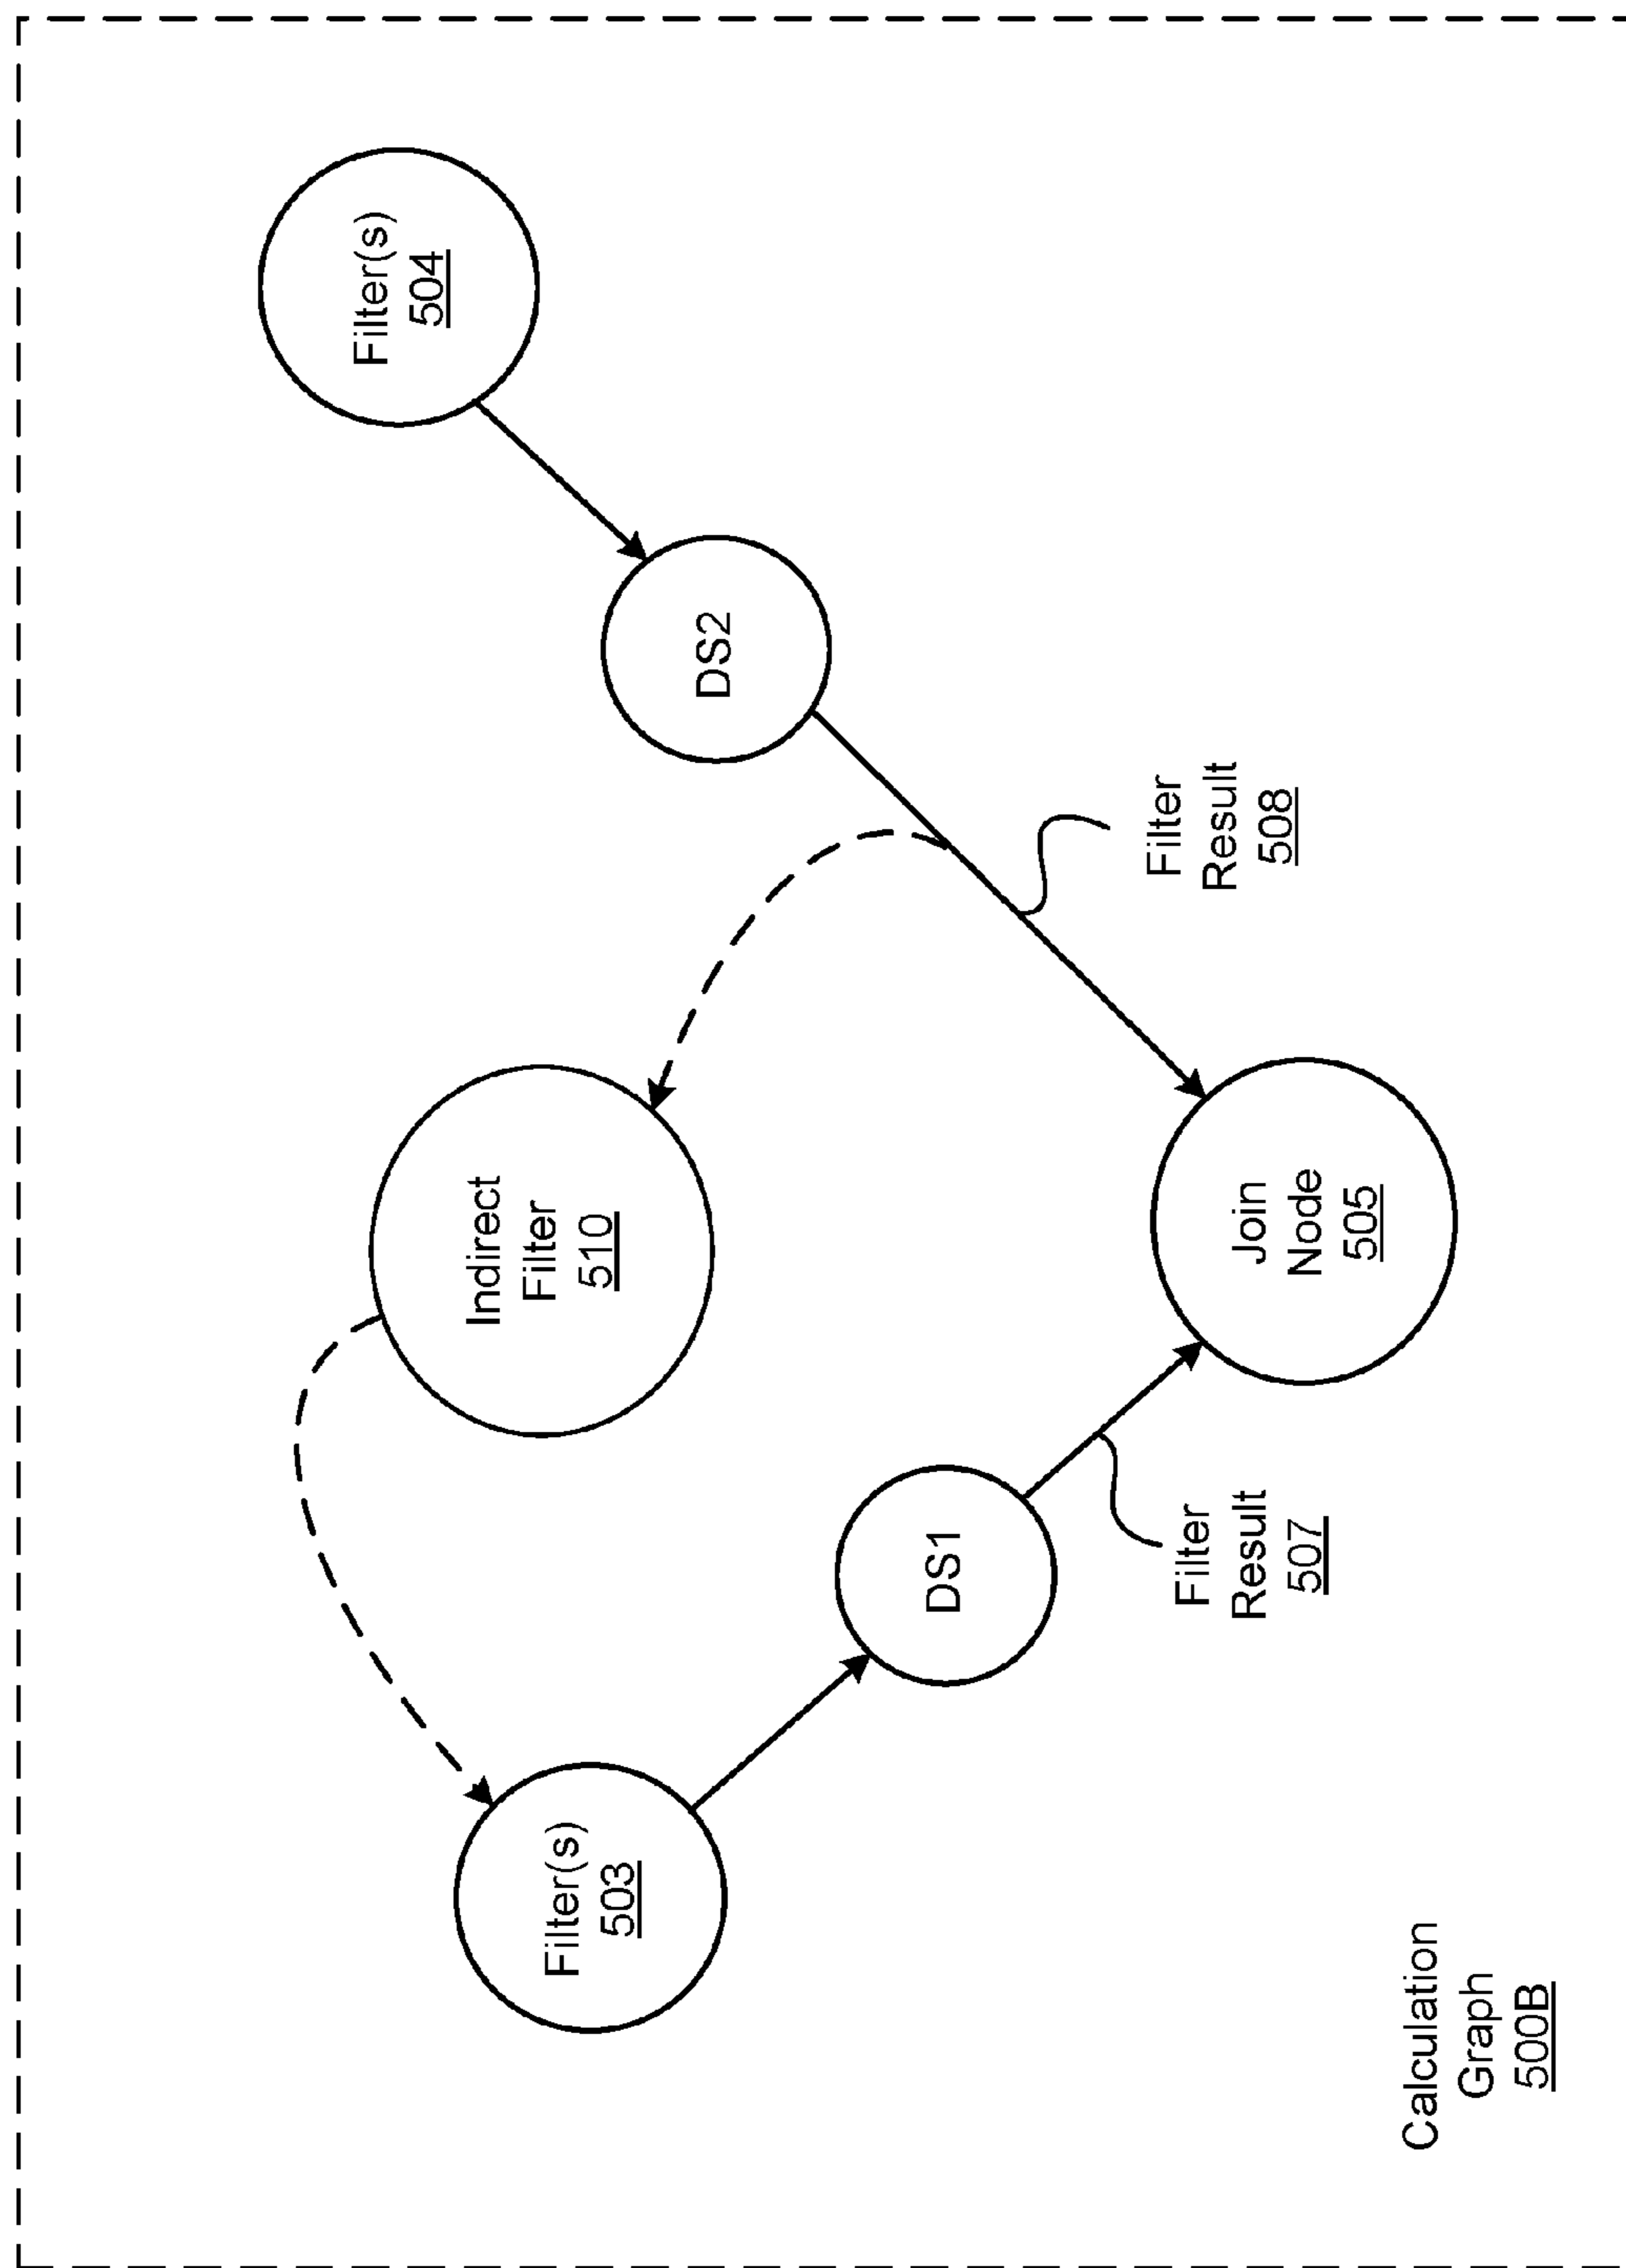 Filter(s)
503
Indirect
Filter
510
Filter(s)
504
DS1
DS2
Filter
Result
507
Filter
Result
508
Join
Node
505
Calculation
Graph
500B